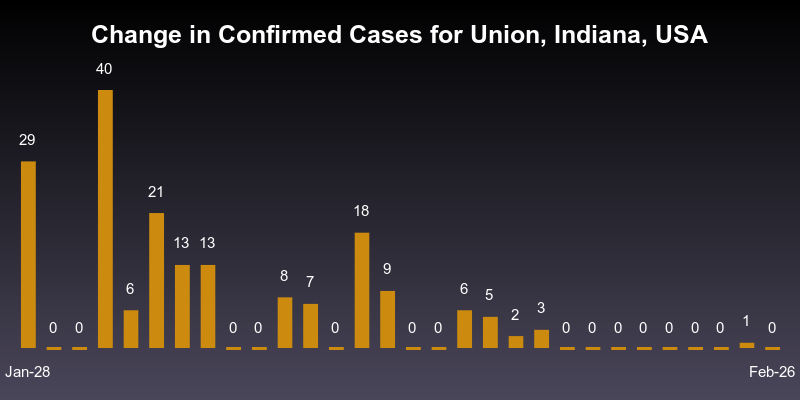 Change in Confirmed Cases for Union, Indiana, USA
29 0 0 40 6 21 13 13 0 0 8 7 0 18 9 0 0 6 5 2 3 0 0 0 0 0 0 0 1 0
Jan-28 Feb-26